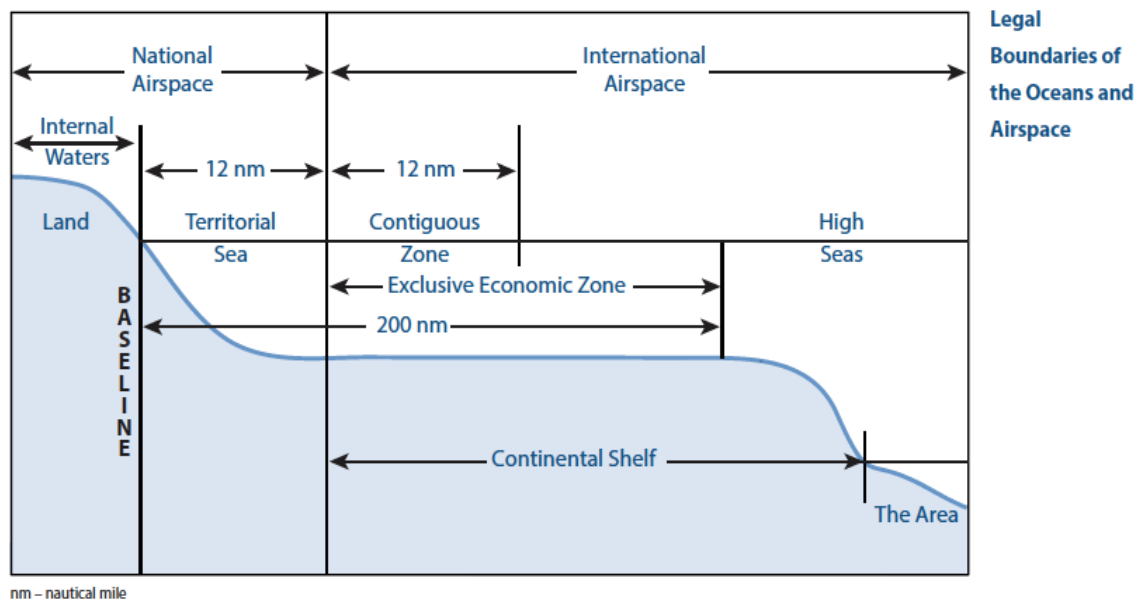 Legal
Boundaries of
the Oceans and
Airspace
National
Airspace
International
Airspace
Internal
Waters
12 nm
12 nm
Land
Territorial
Sea
Contiguous
Zone
High
Seas
Exclusive Economic Zone
200 nm
BASELINE
Continental Shelf
The Area
nm – nautical mile